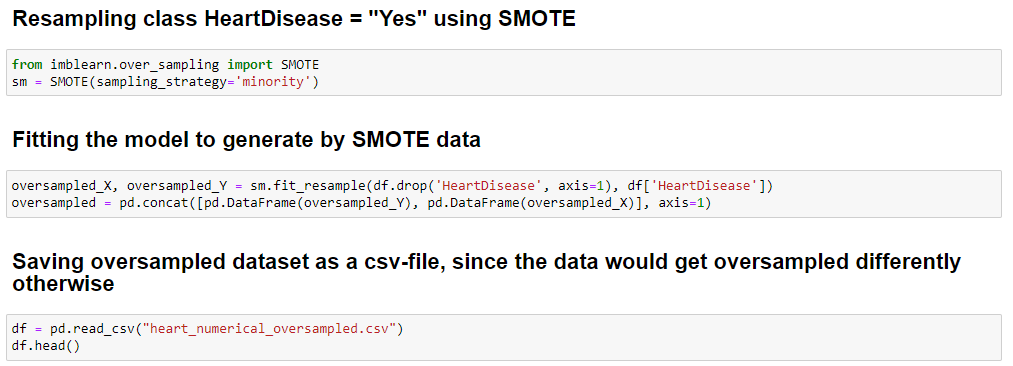 Resampling class HeartDisease = "Yes" using SMOTE
from imblearn.over_sampling import SMOTE
sm = SMOTE(sampling_strategy='minority')
Fitting the model to generate by SMOTE data
oversampled_X, oversampled_Y = sm.fit_resample(df.drop('HeartDisease', axis=1), df['HeartDisease'])
oversampled = pd.concat([pd.DataFrame(oversampled_Y), pd.DataFrame(oversampled_X)], axis=1)
Saving oversampled dataset as a csv-file, since the data would get oversampled differently
otherwise
df = pd.read_csv("heart_numerical_oversampled.csv")
df.head()